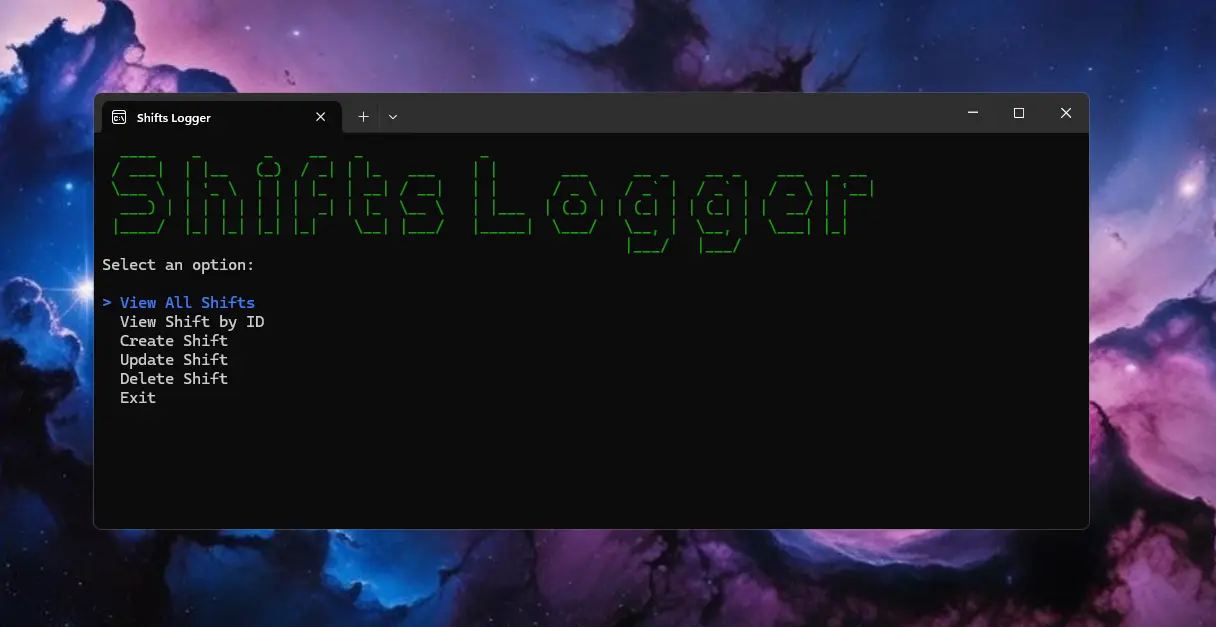 Shifts Logger
Shifts Logger
Select an option:
> View All Shifts
View Shift by ID
Create Shift
Update Shift
Delete Shift
Exit